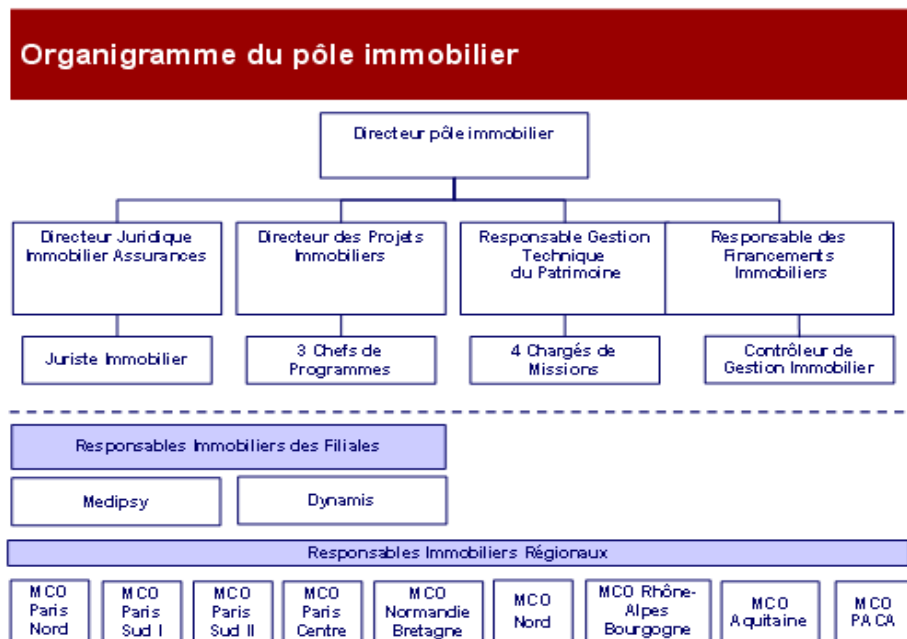 Organigramme du pôle immobilier
Directeur pôle immobilier
Directeur Juridique
Immobilier Assurances
Directeur des Projets
Immobiliers
Responsable Gestion
Technique
du Patrimoine
Responsable des
Financements
Immobiliers
Juriste Immobilier
3 Chefs de
Programmes
4 Chargés de
Missions
Contrôleur de
Gestion Immobilier
Responsables Immobiliers des Filiales
Medipsy
Dynamis
Responsables Immobiliers Régionaux
MCO
Paris
Nord
MCO
Paris
Sud I
MCO
Paris
Sud II
MCO
Paris
Centre
MCO
Normandie
Bretagne
MCO
Nord
MCO Rhône-
Alpes
Bourgogne
MCO
Aquitaine
MCO
PACA